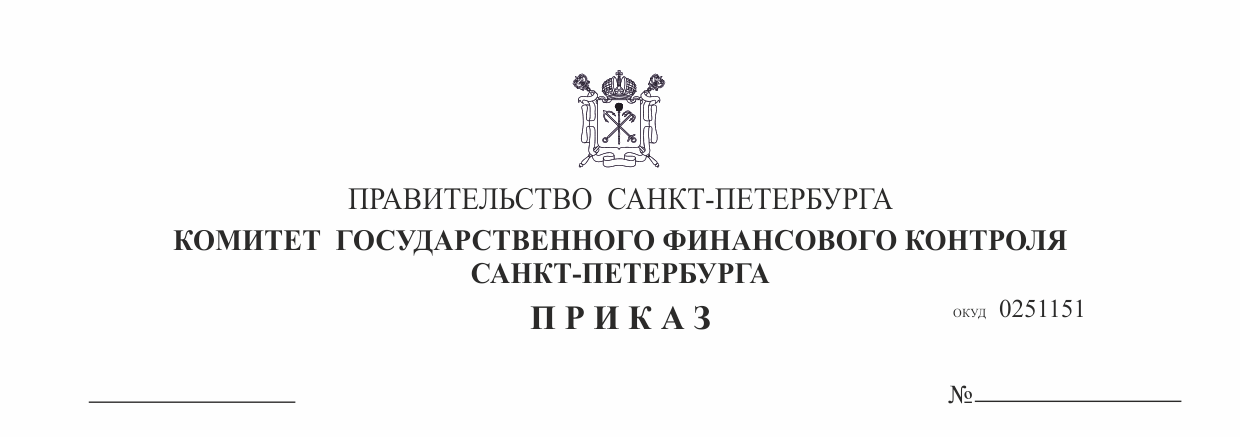 ПРАВИТЕЛЬСТВО САНКТ-ПЕТЕРБУРГА
КОМИТЕТ ГОСУДАРСТВЕННОГО ФИНАНСОВОГО КОНТРОЛЯ
САНКТ-ПЕТЕРБУРГА
П Р И К А З
ОКУД 0251151
№